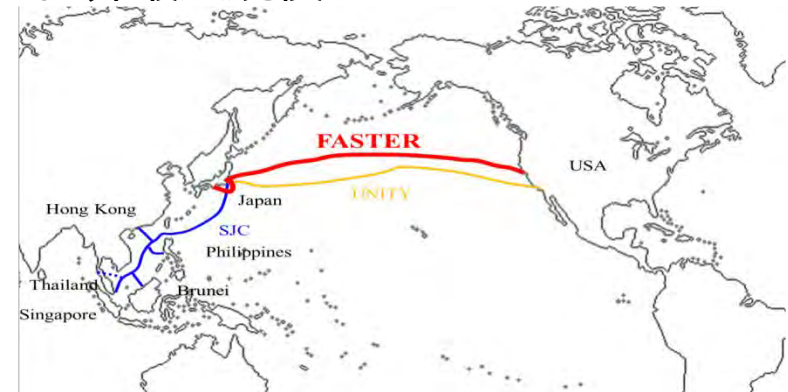 FASTER
USA
UNITY
Japan
Hong Kong
SJC
Philippines
Thailand
Brunei
Singapore